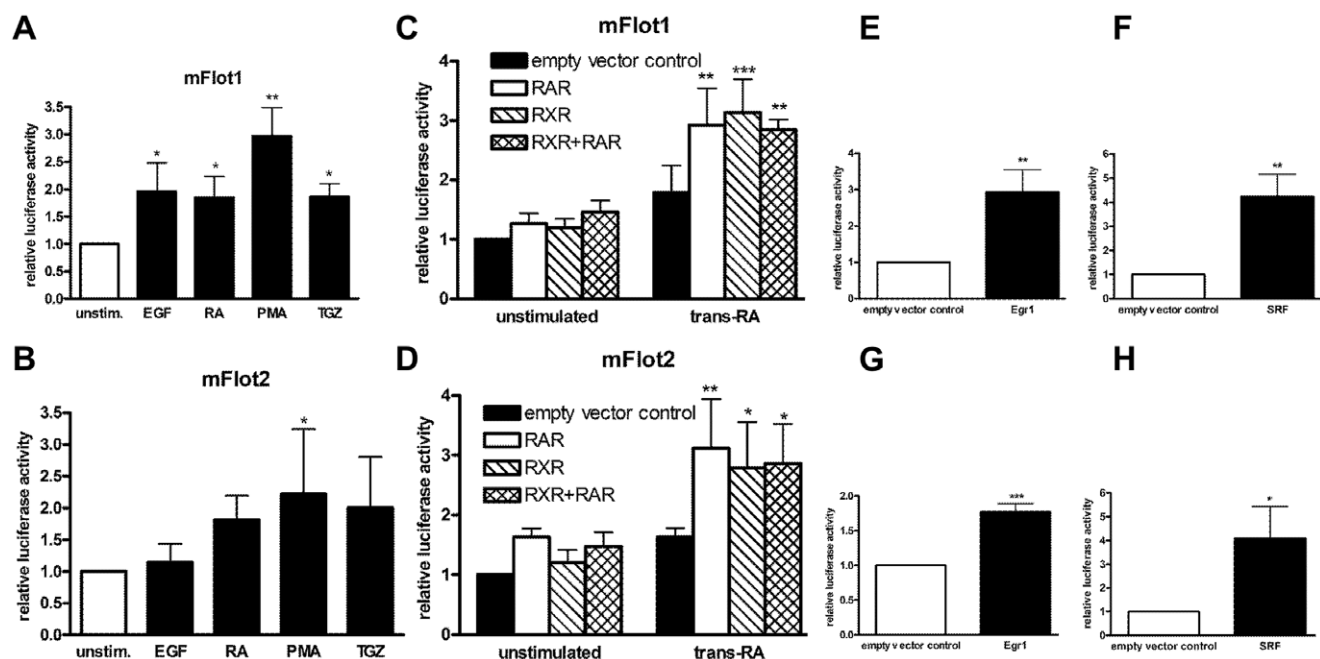 A
mFlot1
relative luciferase activity
3.5
3.0
2.5
2.0
1.5
1.0
0.5
0.0
*
*
**
*
unstim. EGF RA PMA TGZ
B
mFlot2
relative luciferase activity
3.5
3.0
2.5
2.0
1.5
1.0
0.5
0.0
*
unstim. EGF RA PMA TGZ
C
mFlot1
relative luciferase activity
4
3
2
1
0
empty vector control
RAR
RXR
RXR+RAR
**
***
**
unstimulated trans-RA
D
mFlot2
relative luciferase activity
4
3
2
1
0
empty vector control
RAR
RXR
RXR+RAR
**
*
*
unstimulated trans-RA
E
relative luciferase activity
4
3
2
1
0
**
empty vector control Egr1
F
relative luciferase activity
6
5
4
3
2
1
0
**
empty vector control SRF
G
relative luciferase activity
2.0
1.5
1.0
0.5
0.0
***
empty vector control Egr1
H
relative luciferase activity
6
5
4
3
2
1
0
*
empty vector control SRF